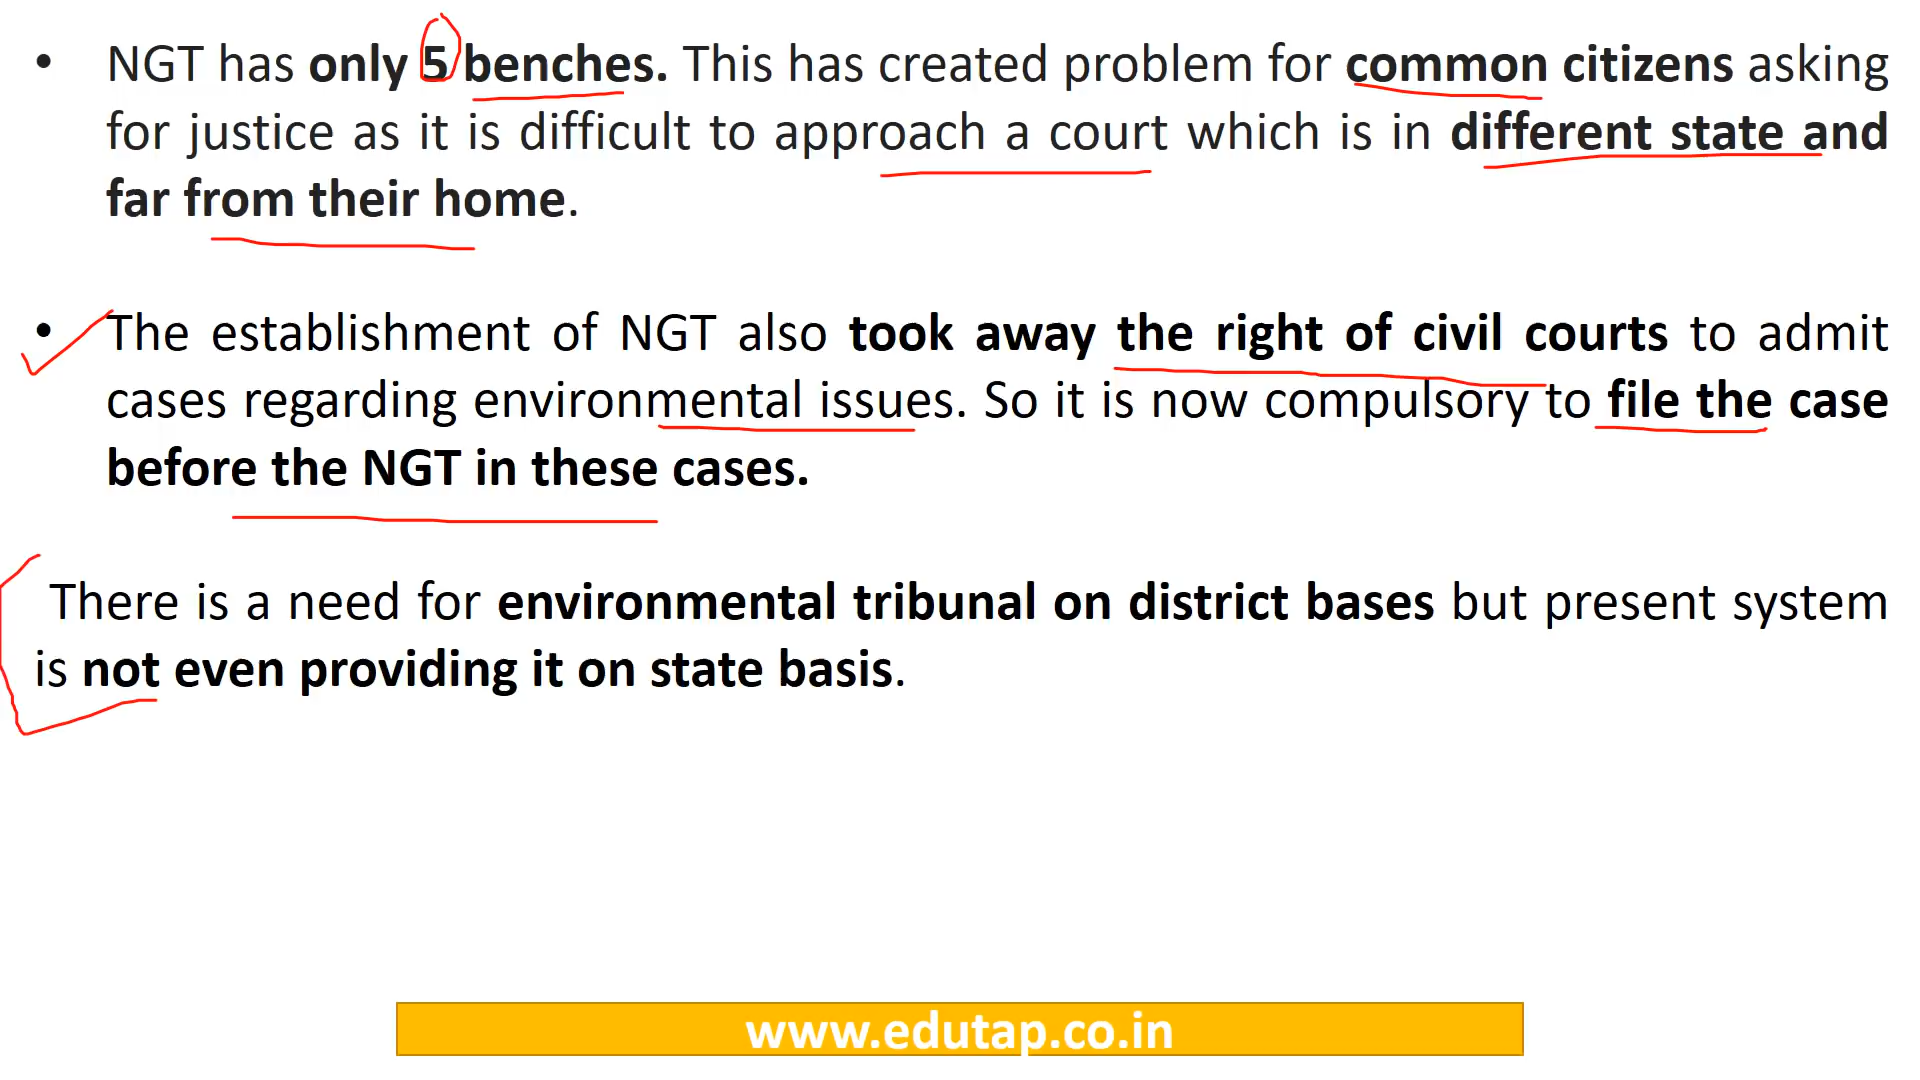 • NGT has only 5 benches. This has created problem for common citizens asking
for justice as it is difficult to approach a court which is in different state and
far from their home.
• The establishment of NGT also took away the right of civil courts to admit
cases regarding environmental issues. So it is now compulsory to file the case
before the NGT in these cases.
There is a need for environmental tribunal on district bases but present system
is not even providing it on state basis.
www.edutap.co.in